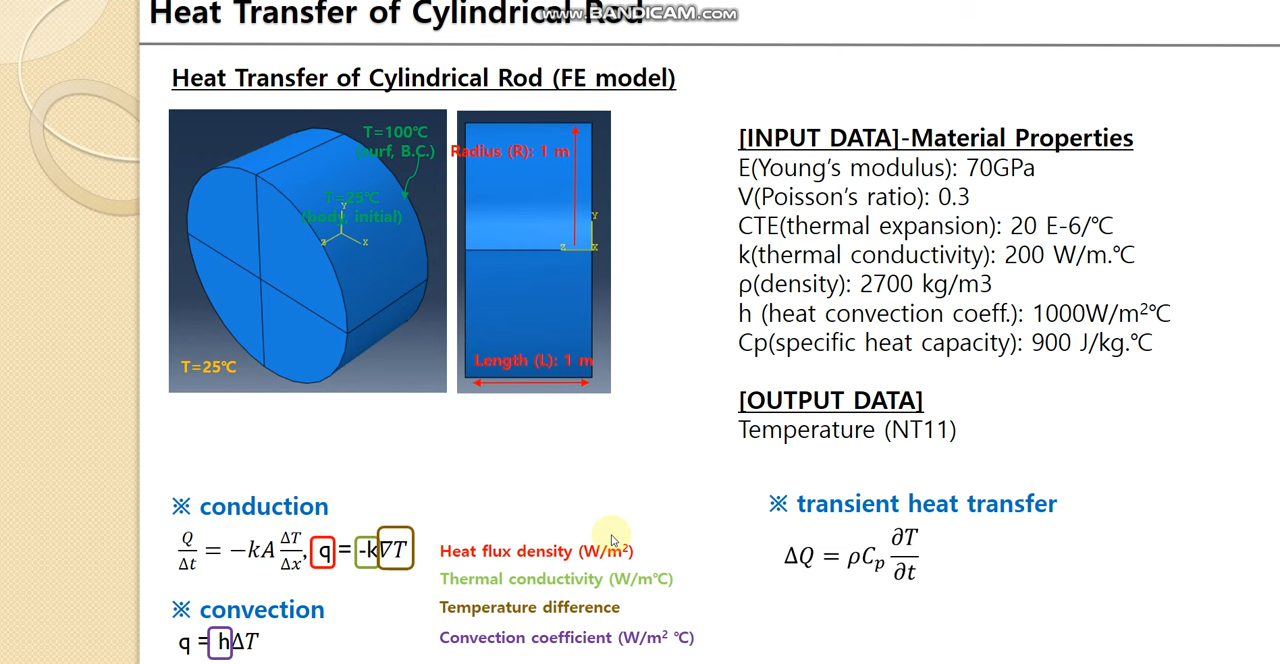 Heat Transfer of Cylindrical Rod
www.BANDICAM.com
Heat Transfer of Cylindrical Rod (FE model)
T=100℃
(surf, B.C.)
T=25℃
(body, initial)
Y
Z
X
T=25℃
Radius (R): 1 m
Y
Z
X
Length (L): 1 m
[INPUT DATA]-Material Properties
E(Young's modulus): 70GPa
V(Poisson's ratio): 0.3
CTE(thermal expansion): 20 E-6/℃
k(thermal conductivity): 200 W/m.℃
ρ(density): 2700 kg/m3
h (heat convection coeff.): 1000W/m²℃
Cp(specific heat capacity): 900 J/kg.℃
[OUTPUT DATA]
Temperature (NT11)
※ conduction
Q/Δt = −kA ΔT/Δx, q = -k∇T
Heat flux density (W/m²)
Thermal conductivity (W/m℃)
Temperature difference
Convection coefficient (W/m² ℃)
※ convection
q = hΔT
※ transient heat transfer
ΔQ = ρCp ∂T/∂t